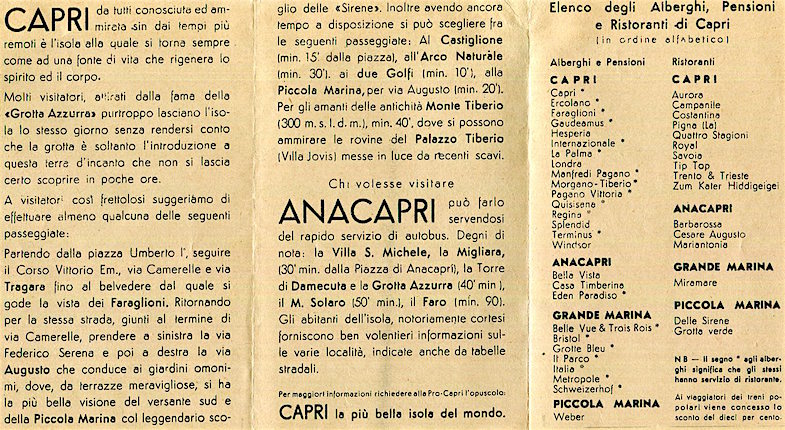 CAPRI da tutti conosciuta ed am-
mirata sin dai tempi più
remoti è l'isola alla quale si torna sempre
come ad una fonte di vita che rigenera lo
spirito ed il corpo.
Molti visitatori, attirati dalla fama della
«Grotta Azzurra» purtroppo lasciano l'iso-
la lo stesso giorno senza rendersi conto
che la grotta è soltanto l'introduzione a
questa terra d'incanto che non si lascia
certo scoprire in poche ore.
A visitatori così frettolosi suggeriamo di
effettuare almeno qualcuna delle seguenti
passeggiate:
Partendo dalla piazza Umberto I°, seguire
il Corso Vittorio Em., via Camerelle e via
Tragara fino al belvedere dal quale si
gode la vista dei Faraglioni. Ritornando
per la stessa strada, giunti al termine di
via Camerelle, prendere a sinistra la via
Federico Serena e poi a destra la via
Augusto che conduce ai giardini omoni-
mi, dove, da terrazze meravigliose, si ha
la più bella visione del versante sud e
della Piccola Marina col leggendario sco-
glio delle «Sirene». Inoltre avendo ancora
tempo a disposizione si può scegliere fra
le seguenti passeggiate: Al Castiglione
(min. 15' dalla piazza), all'Arco Naturale
(min. 30'). ai due Golfi (min. 10'), alla
Piccola Marina, per via Augusto (min. 20').
Per gli amanti delle antichità Monte Tiberio
(300 m. s. l. d. m.), min. 40', dove si possono
ammirare le rovine del Palazzo Tiberio
(Villa Jovis) messe in luce da recenti scavi.
Chi volesse visitare
ANACAPRI può farlo
servendosi
del rapido servizio di autobus. Degni di
nota: la Villa S. Michele, la Migliara,
(30' min. dalla Piazza di Anacapri), la Torre
di Damecuta e la Grotta Azzurra (40' min ),
il M. Solaro (50' min.), il Faro (min. 90).
Gli abitanti dell'isola, notoriamente cortesi
forniscono ben volentieri informazioni sul-
le varie località, indicate anche da tabelle
stradali.
Per maggiori informazioni richiedere alla Pro-Capri l'opuscolo:
CAPRI la più bella isola del mondo.
Elenco degli Alberghi, Pensioni
e Ristoranti di Capri
(in ordine alfabetico)
Alberghi e Pensioni
CAPRI
Capri *
Ercolano *
Faraglioni *
Gaudeamus *
Hesperia
Internazionale *
La Palma *
Londra
Manfredi Pagano *
Morgano-Tiberio *
Pagano Vittoria *
Quisisana *
Regina *
Splendid
Terminus *
Windsor
ANACAPRI
Bella Vista
Casa Timberina
Eden Paradiso *
GRANDE MARINA
Belle Vue & Trois Rois *
Bristol *
Grotte Bleu *
Il Parco *
Italia *
Metropole *
Schweizerhof *
PICCOLA MARINA
Weber
Ristoranti
CAPRI
Aurora
Campanile
Costantina
Pigna (La)
Quattro Stagioni
Royal
Savoia
Tip Top
Trento & Trieste
Zum Kater Hiddigeigei
ANACAPRI
Barbarossa
Cesare Augusto
Mariantonia
GRANDE MARINA
Miramare
PICCOLA MARINA
Delle Sirene
Grotta verde
N B — Il segno * agli alber-
ghi significa che gli stessi
hanno servizio di ristorante.
Ai viaggiatori dei treni po-
polari viene concesso lo
sconto del dieci per cento.